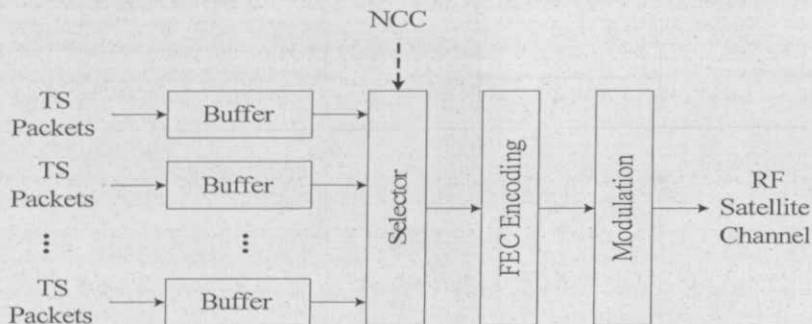 NCC
TS
Packets
Buffer
TS
Packets
Buffer
...
...
TS
Packets
Buffer
Selector
FEC Encoding
Modulation
RF
Satellite
Channel